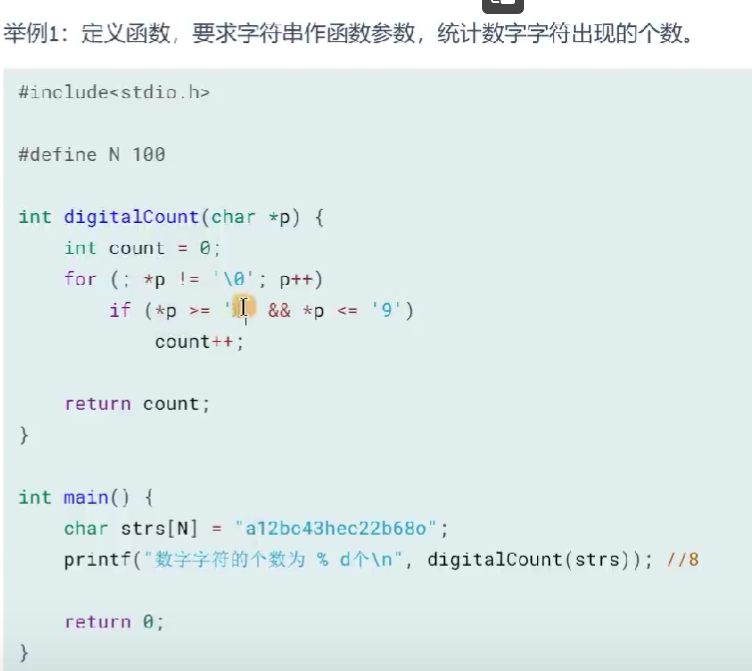 举例1：定义函数，要求字符串作函数参数，统计数字字符出现的个数。
#include<stdio.h>
#define N 100
int digitalCount(char *p) {
    int count = 0;
    for (; *p != '\0'; p++)
        if (*p >= ' && *p <= '9')
            count++;
    return count;
}
int main() {
    char strs[N] = "a12bc43hec22b68o";
    printf("数字字符的个数为 % d个\n", digitalCount(strs)); //8
    return 0;
}